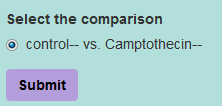 Select the comparison
control-- vs. Camptothecin--
Submit